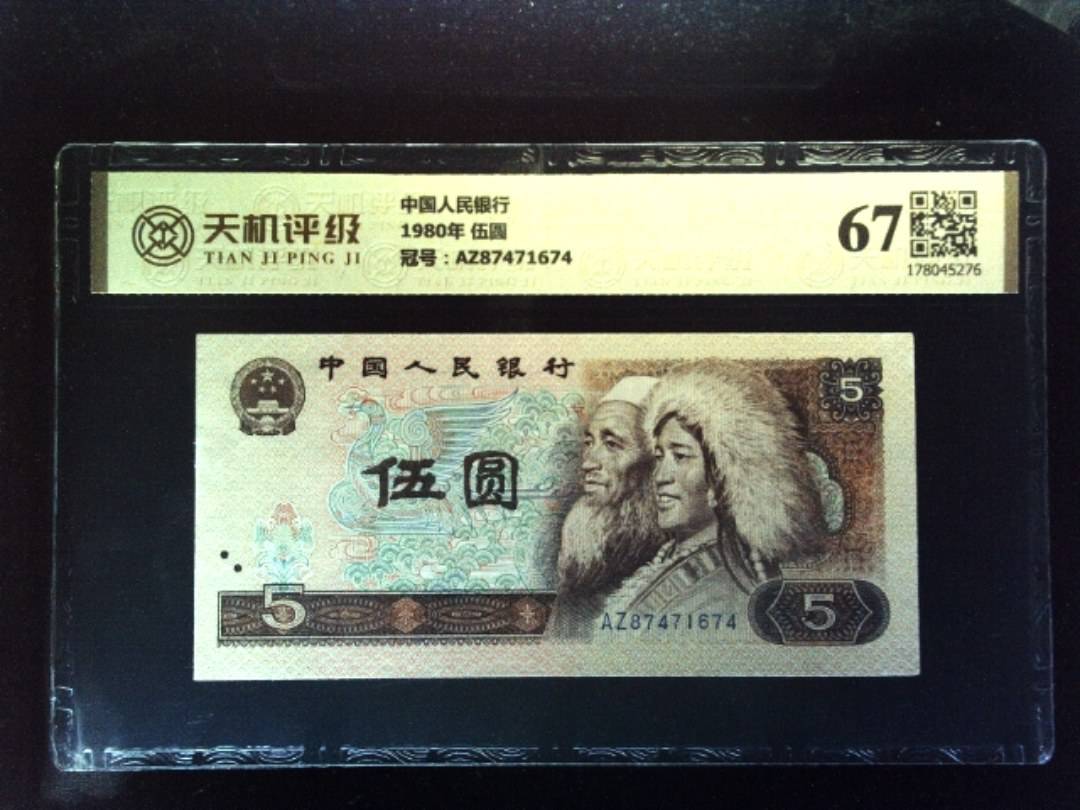 天机评级
TIAN JI PING JI
中国人民银行
1980年 伍圆
冠号：AZ87471674
67
178045276
中国人民银行
5
伍圆
5
AZ87471674
5